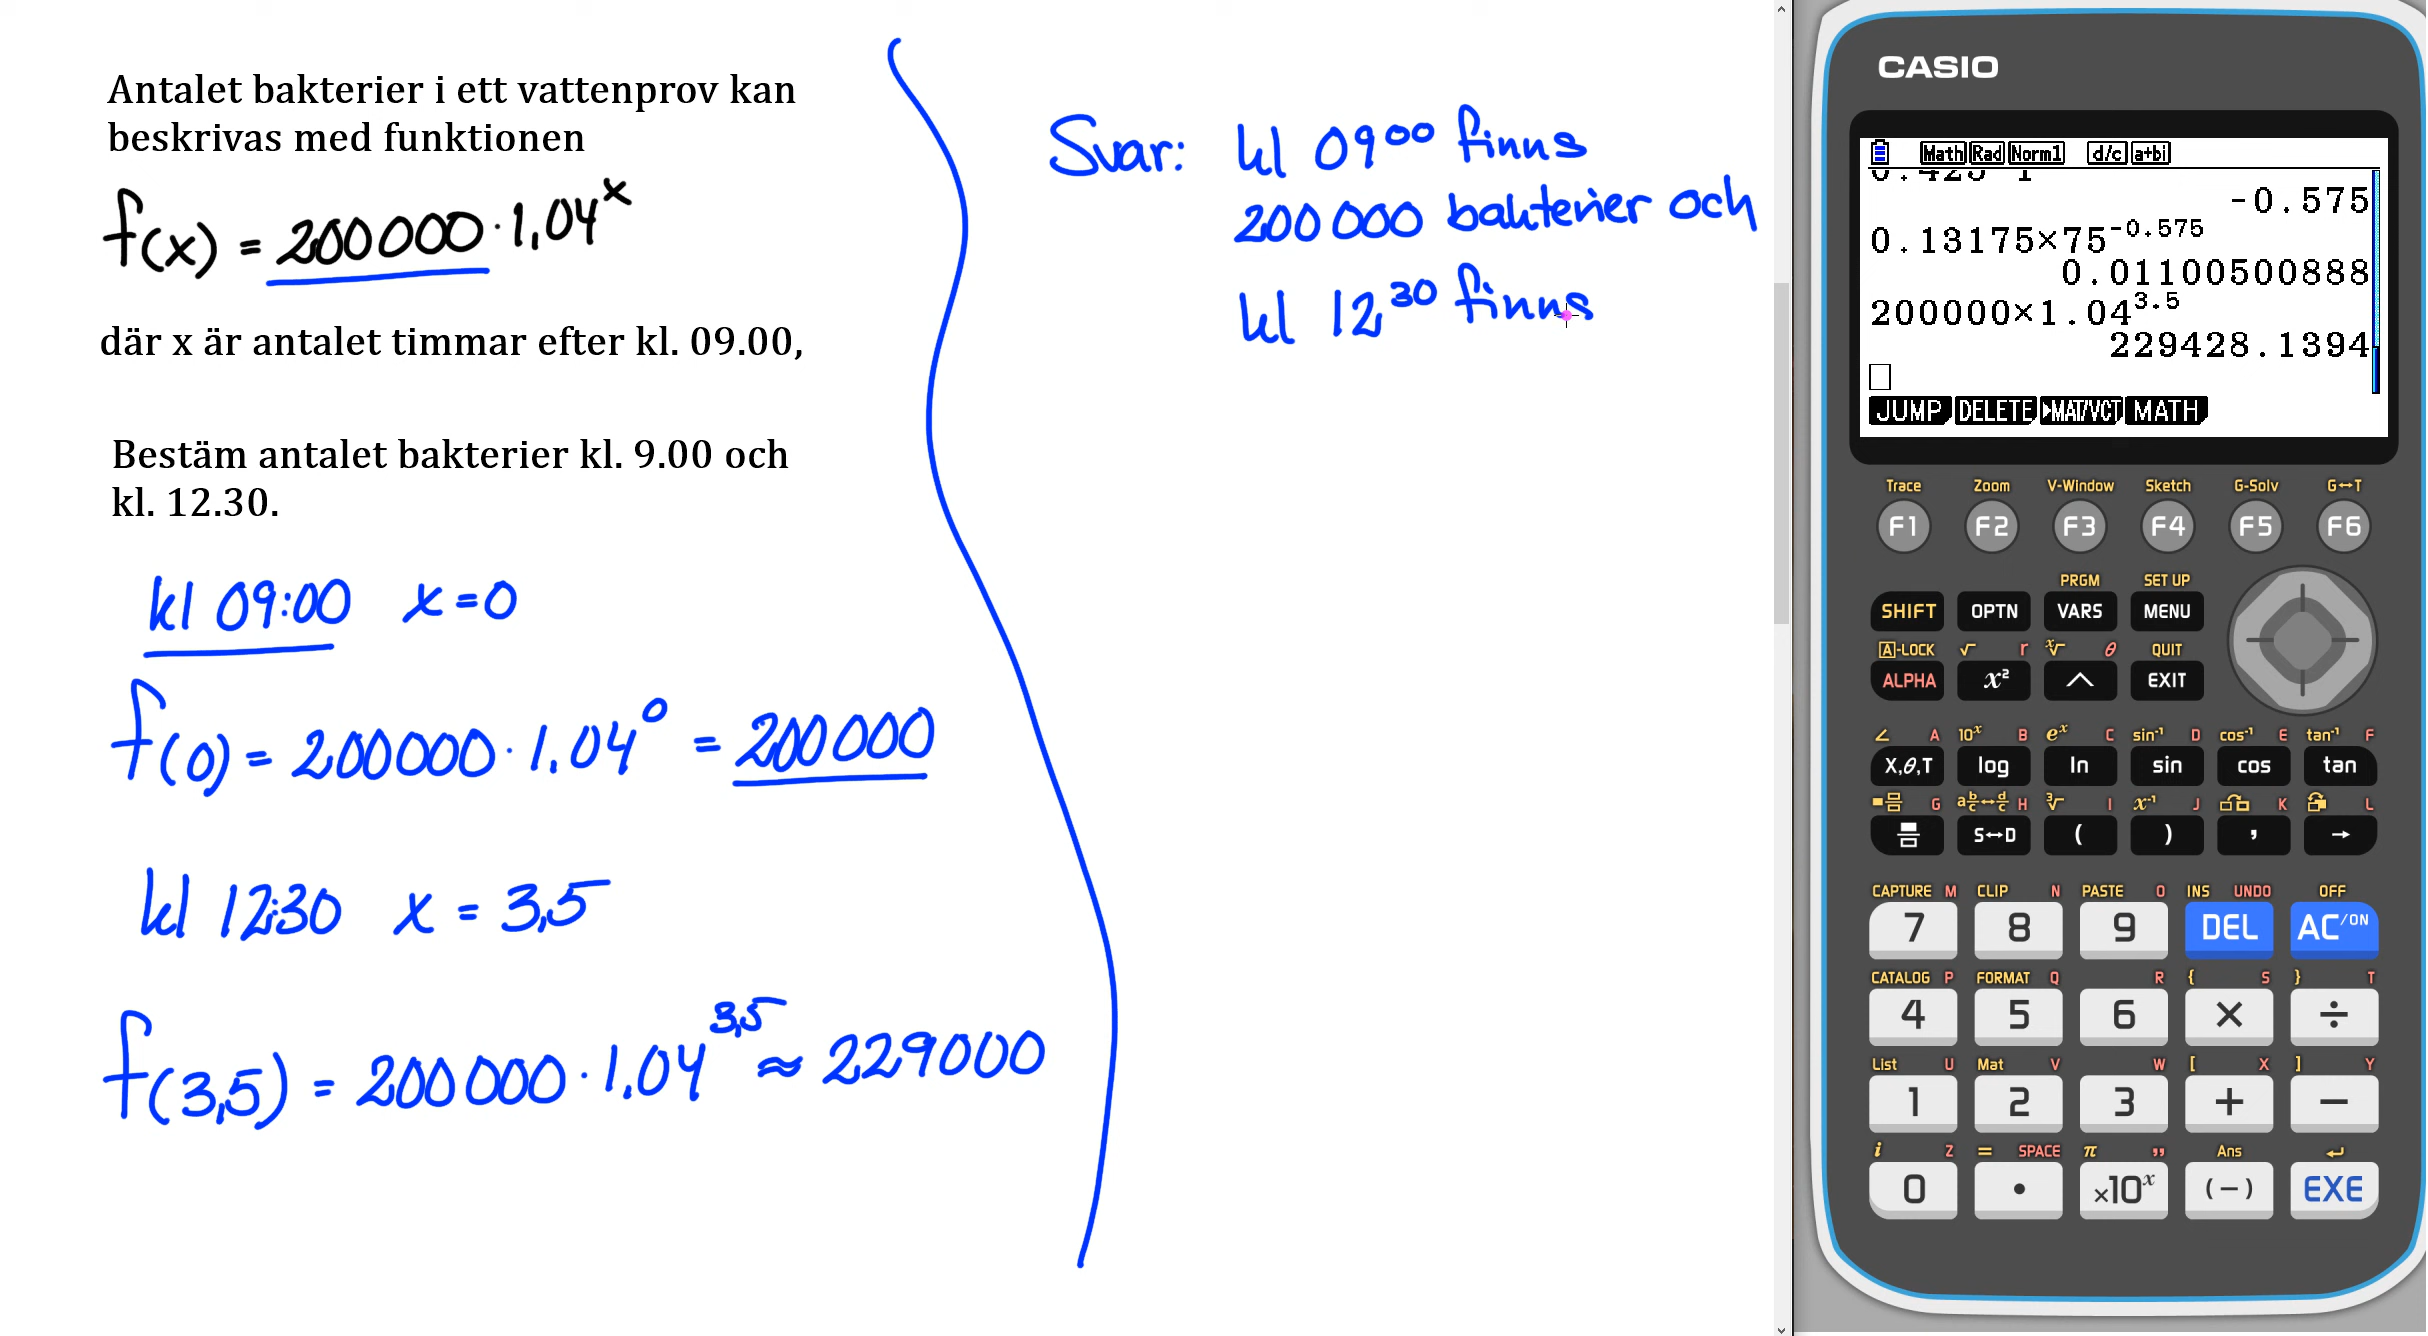 Antalet bakterier i ett vattenprov kan
beskrivas med funktionen
f(x) = 200000 · 1,04^x
där x är antalet timmar efter kl. 09.00,
Bestäm antalet bakterier kl. 9.00 och
kl. 12.30.
kl 09:00 x = 0
f(0) = 200000 · 1,04^0 = 200000
kl 12:30 x = 3,5
f(3,5) = 200000 · 1,04^3,5 ≈ 229000
Svar: kl 09^00 finns
200 000 bakterier och
kl 12^30 finns
CASIO
Math Rad Norm1 d/c a+bi
-0.575
0.13175×75^-0.575
0.01100500888
200000×1.04^3.5
229428.1394
JUMP DELETE ▶MAT/VCT MATH
Trace Zoom V-Window Sketch G-Solv G↔T
F1 F2 F3 F4 F5 F6
PRGM SET UP
SHIFT OPTN VARS MENU
A-LOCK √ r ˣ√ θ QUIT
ALPHA x² ^ EXIT
∠ A 10ˣ B eˣ C sin⁻¹ D cos⁻¹ E tan⁻¹ F
X,θ,T log ln sin cos tan
G a b/c↔d/c H ³√ I x⁻¹ J K L
S↔D ( ) , →
CAPTURE M CLIP N PASTE O INS UNDO OFF
7 8 9 DEL AC/ON
CATALOG P FORMAT Q R { S } T
4 5 6 × ÷
List U Mat V W [ X ] Y
1 2 3 + −
i Z = SPACE π " Ans ↵
0 . ×10ˣ (−) EXE